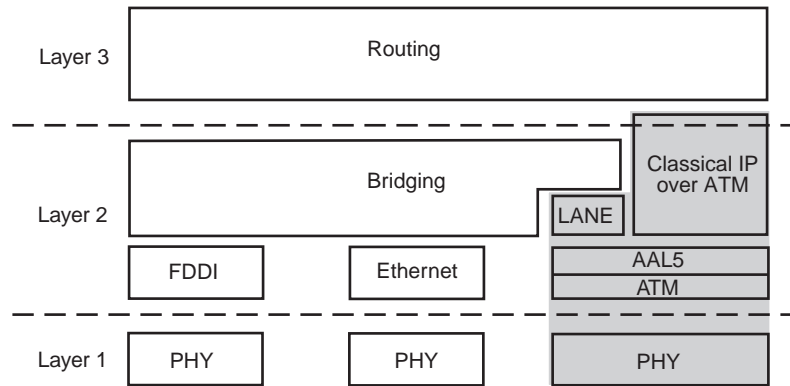 Layer 3
Routing
Layer 2
Bridging
Classical IP
over ATM
LANE
FDDI
Ethernet
AAL5
ATM
Layer 1
PHY
PHY
PHY